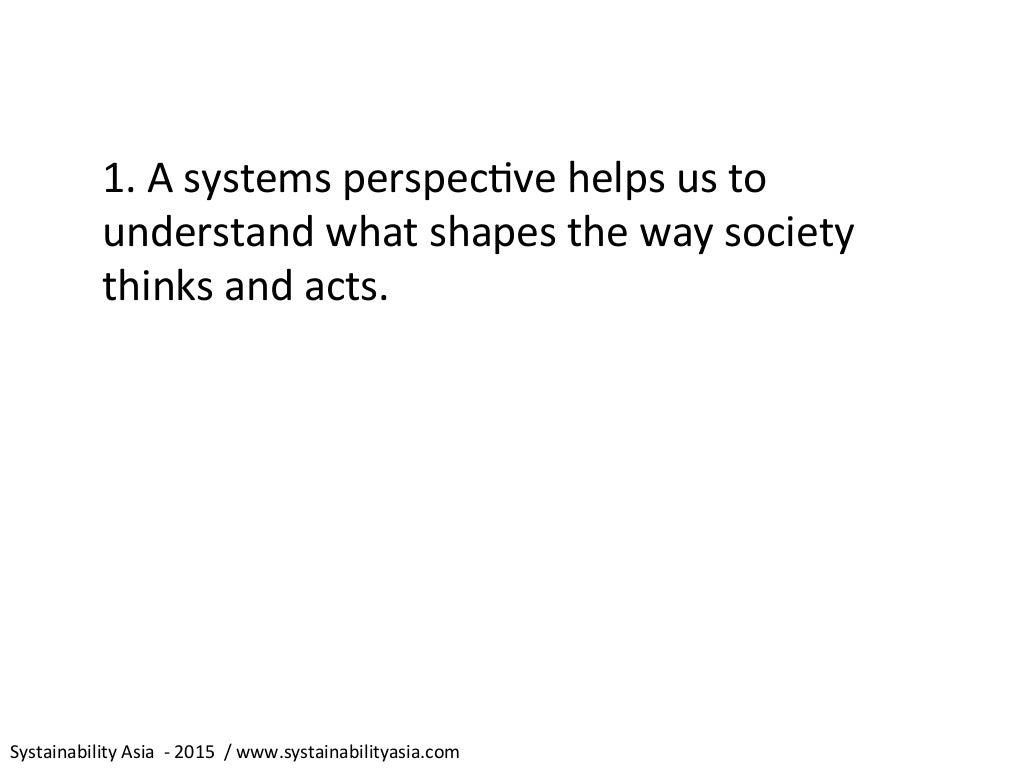 1. A systems perspective helps us to
understand what shapes the way society
thinks and acts.
Systainability Asia - 2015 / www.systainabilityasia.com